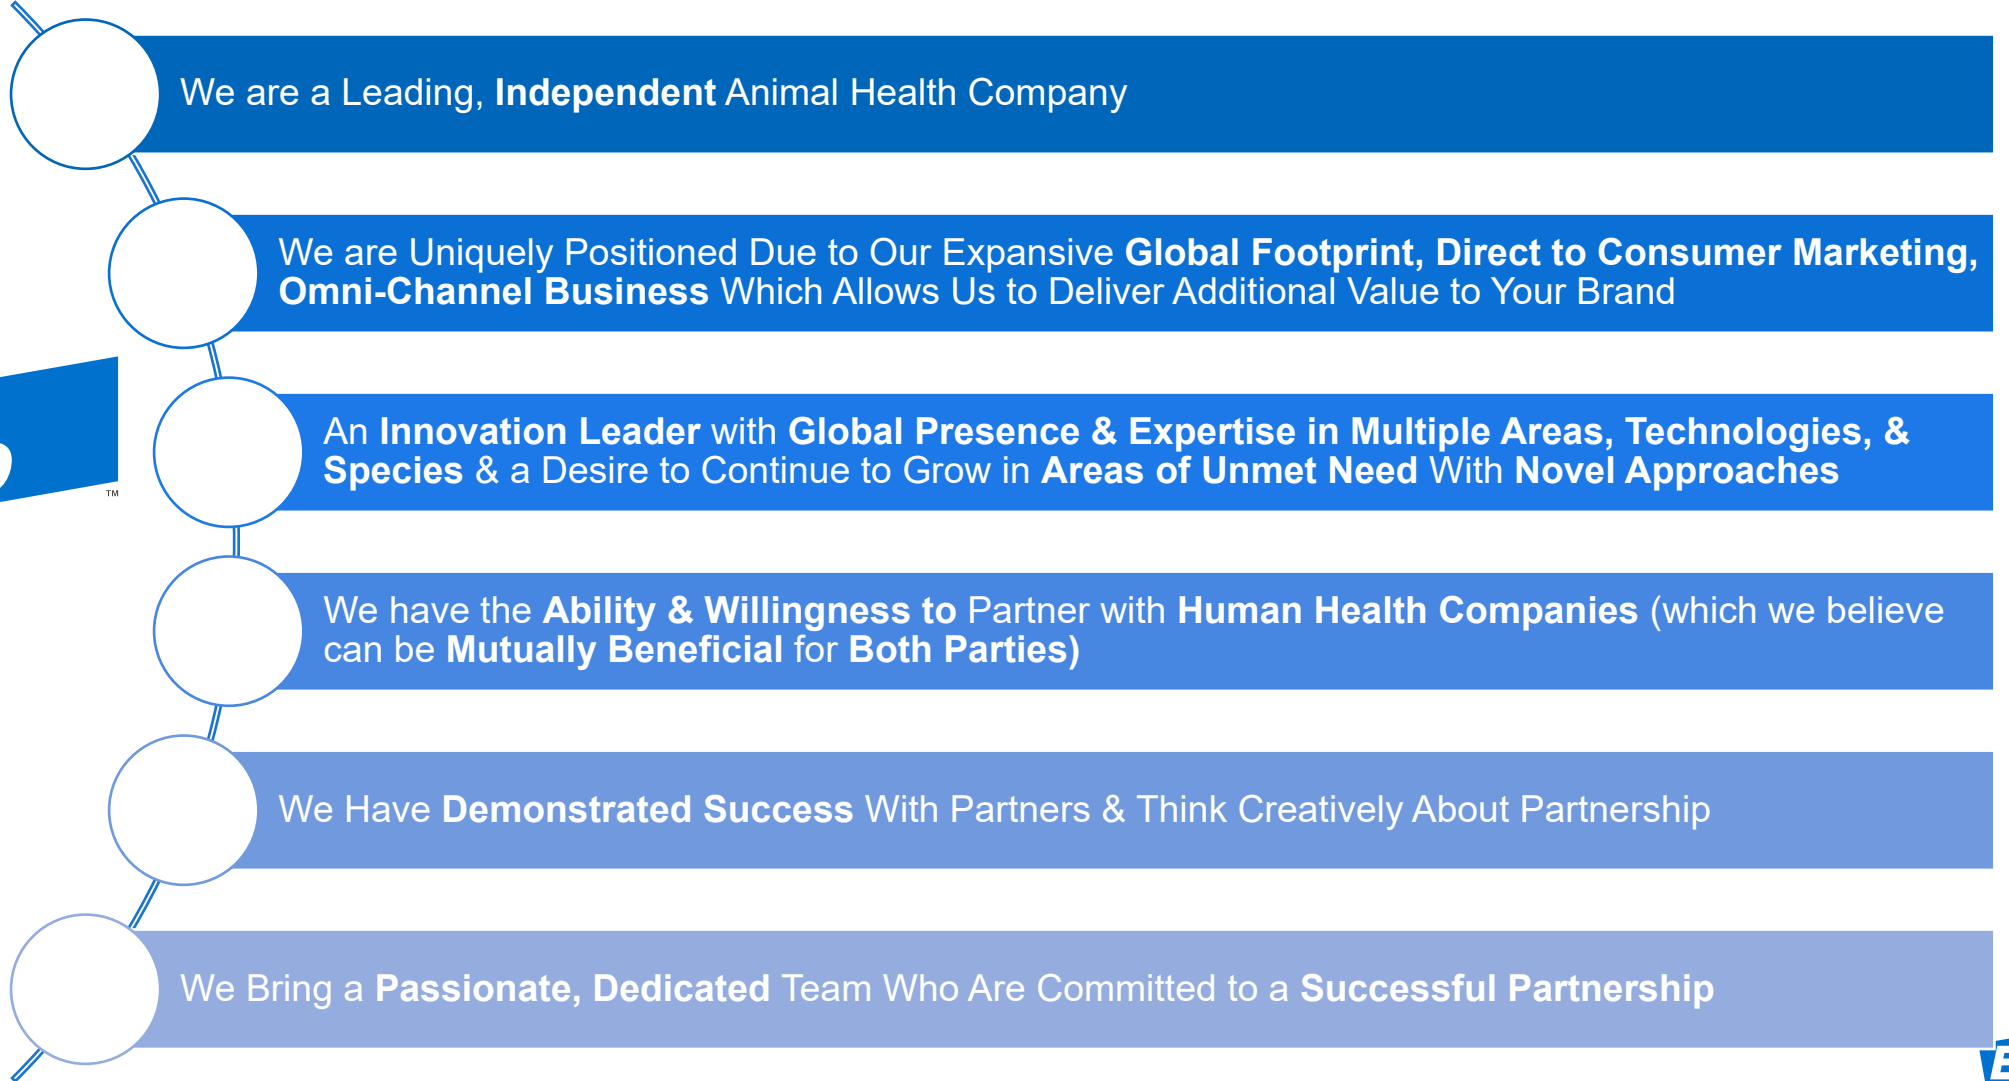 We are a Leading, Independent Animal Health Company
We are Uniquely Positioned Due to Our Expansive Global Footprint, Direct to Consumer Marketing,
Omni-Channel Business Which Allows Us to Deliver Additional Value to Your Brand
An Innovation Leader with Global Presence & Expertise in Multiple Areas, Technologies, &
Species & a Desire to Continue to Grow in Areas of Unmet Need With Novel Approaches
TM
We have the Ability & Willingness to Partner with Human Health Companies (which we believe
can be Mutually Beneficial for Both Parties)
We Have Demonstrated Success With Partners & Think Creatively About Partnership
We Bring a Passionate, Dedicated Team Who Are Committed to a Successful Partnership